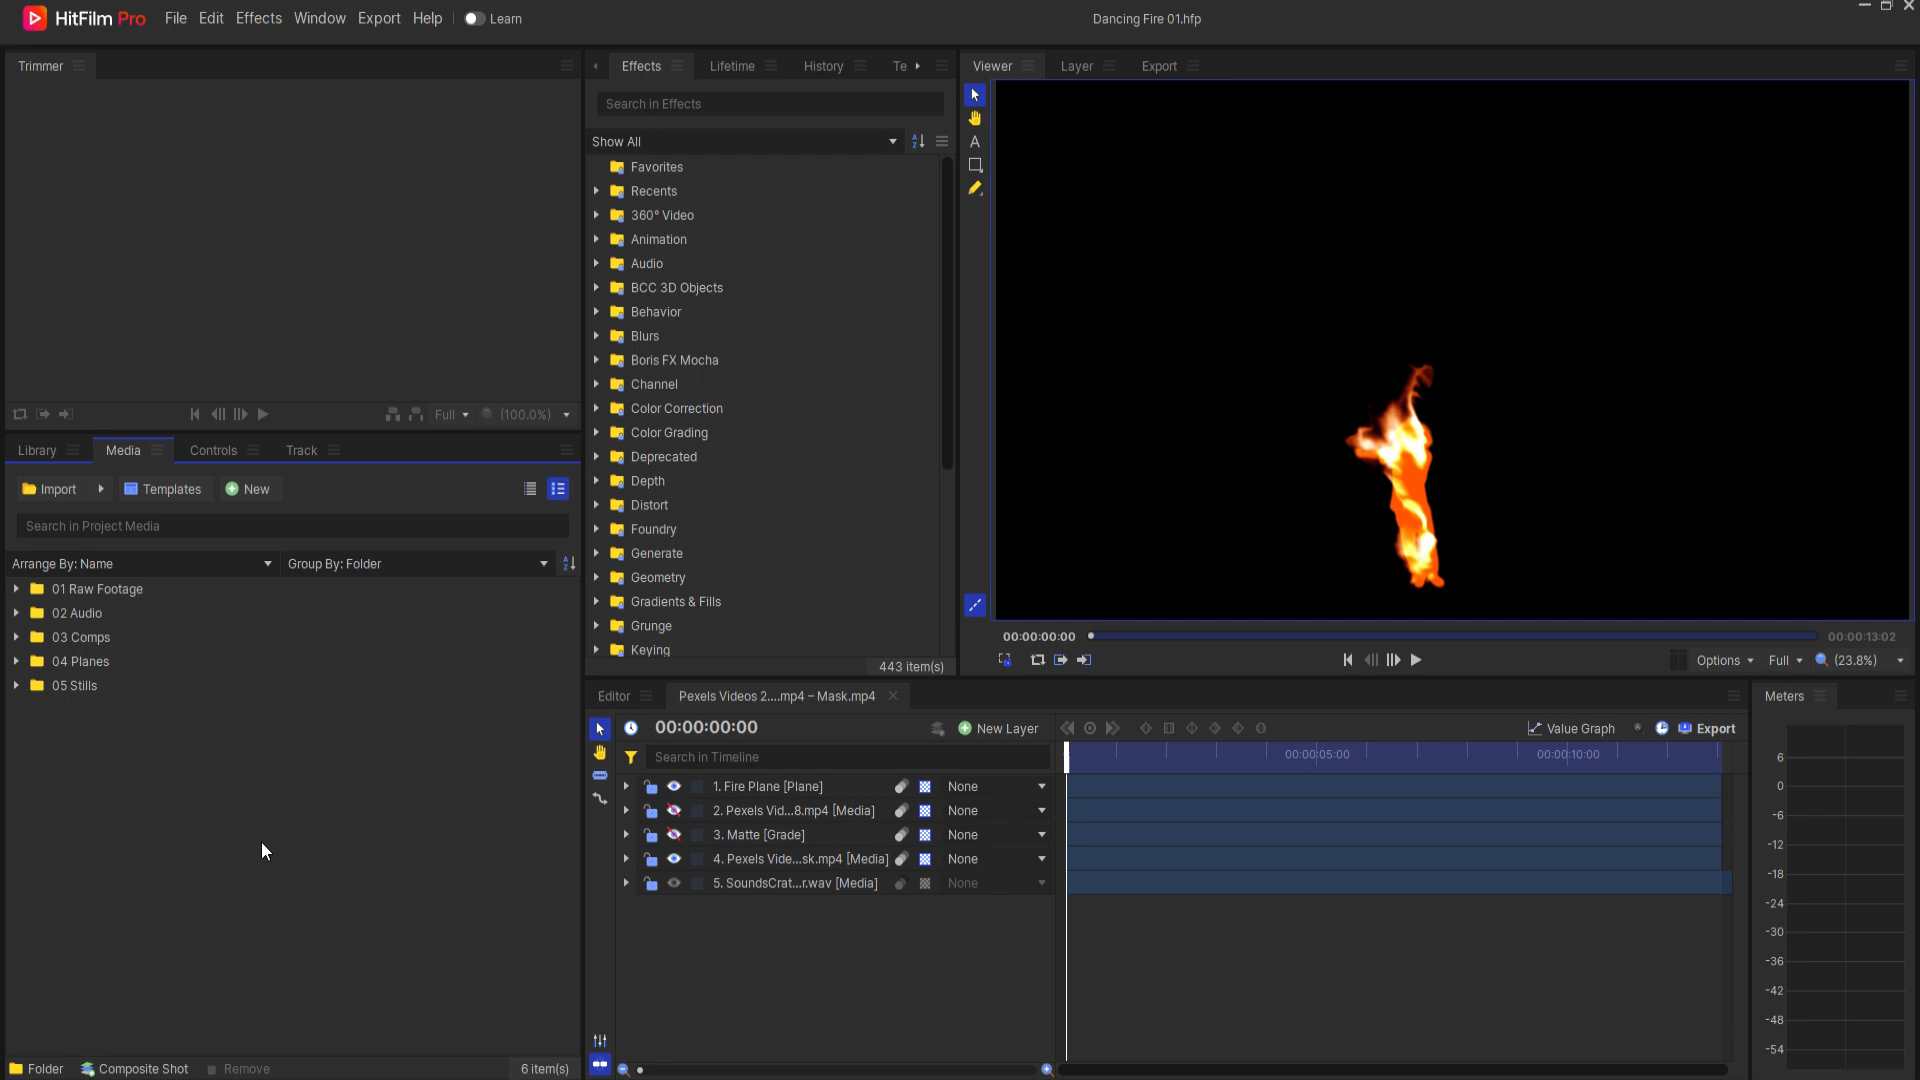 HitFilm Pro File Edit Effects Window Export Help Learn Dancing Fire 01.hfp
Trimmer
Full (100.0%)
Library Media Controls Track
Import Templates New
Search in Project Media
Arrange By: Name Group By: Folder
01 Raw Footage
02 Audio
03 Comps
04 Planes
05 Stills
Folder Composite Shot Remove 6 item(s)
Effects Lifetime History Te
Search in Effects
Show All
Favorites
Recents
360° Video
Animation
Audio
BCC 3D Objects
Behavior
Blurs
Boris FX Mocha
Channel
Color Correction
Color Grading
Deprecated
Depth
Distort
Foundry
Generate
Geometry
Gradients & Fills
Grunge
Keying
443 item(s)
Viewer Layer Export
A
00:00:00:00 00:00:13:02
Options Full (23.8%)
Editor Pexels Videos 2....mp4 – Mask.mp4
00:00:00:00 New Layer Value Graph Export
Search in Timeline 00:00:05:00 00:00:10:00
1. Fire Plane [Plane] None
2. Pexels Vid...8.mp4 [Media] None
3. Matte [Grade] None
4. Pexels Vide...sk.mp4 [Media] None
5. SoundsCrat...r.wav [Media] None
Meters
6
0
-6
-12
-18
-24
-30
-36
-42
-48
-54